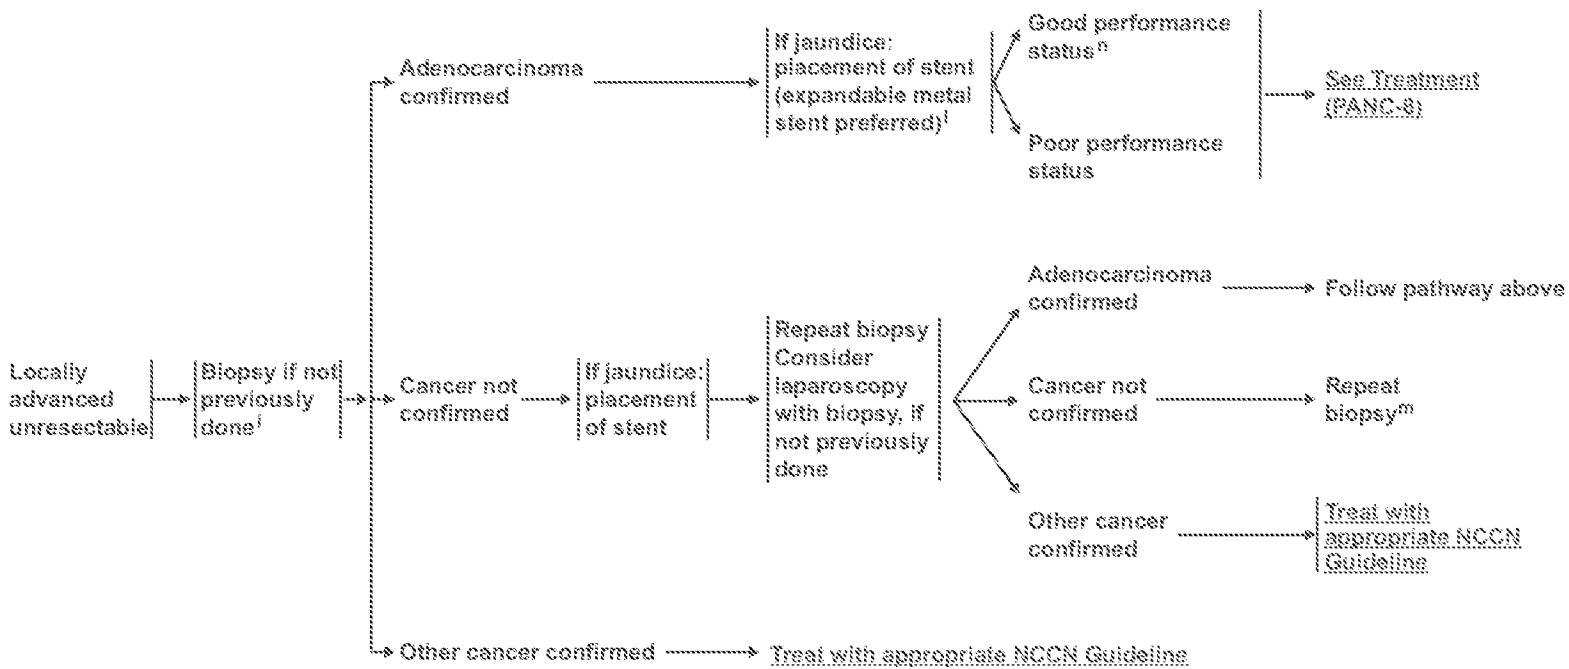 Good performance
statusⁿ
If jaundice:
placement of stent
(expandable metal
stent preferred)ˡ
Adenocarcinoma
confirmed
See Treatment
(PANC-8)
Poor performance
status
Adenocarcinoma
confirmed
Follow pathway above
Locally
advanced
unresectable
Biopsy if not
previously
doneʲ
Cancer not
confirmed
If jaundice:
placement
of stent
Repeat biopsy
Consider
laparoscopy
with biopsy, if
not previously
done
Cancer not
confirmed
Repeat
biopsyᵐ
Other cancer
confirmed
Treat with
appropriate NCCN
Guideline
Other cancer confirmed
Treat with appropriate NCCN Guideline